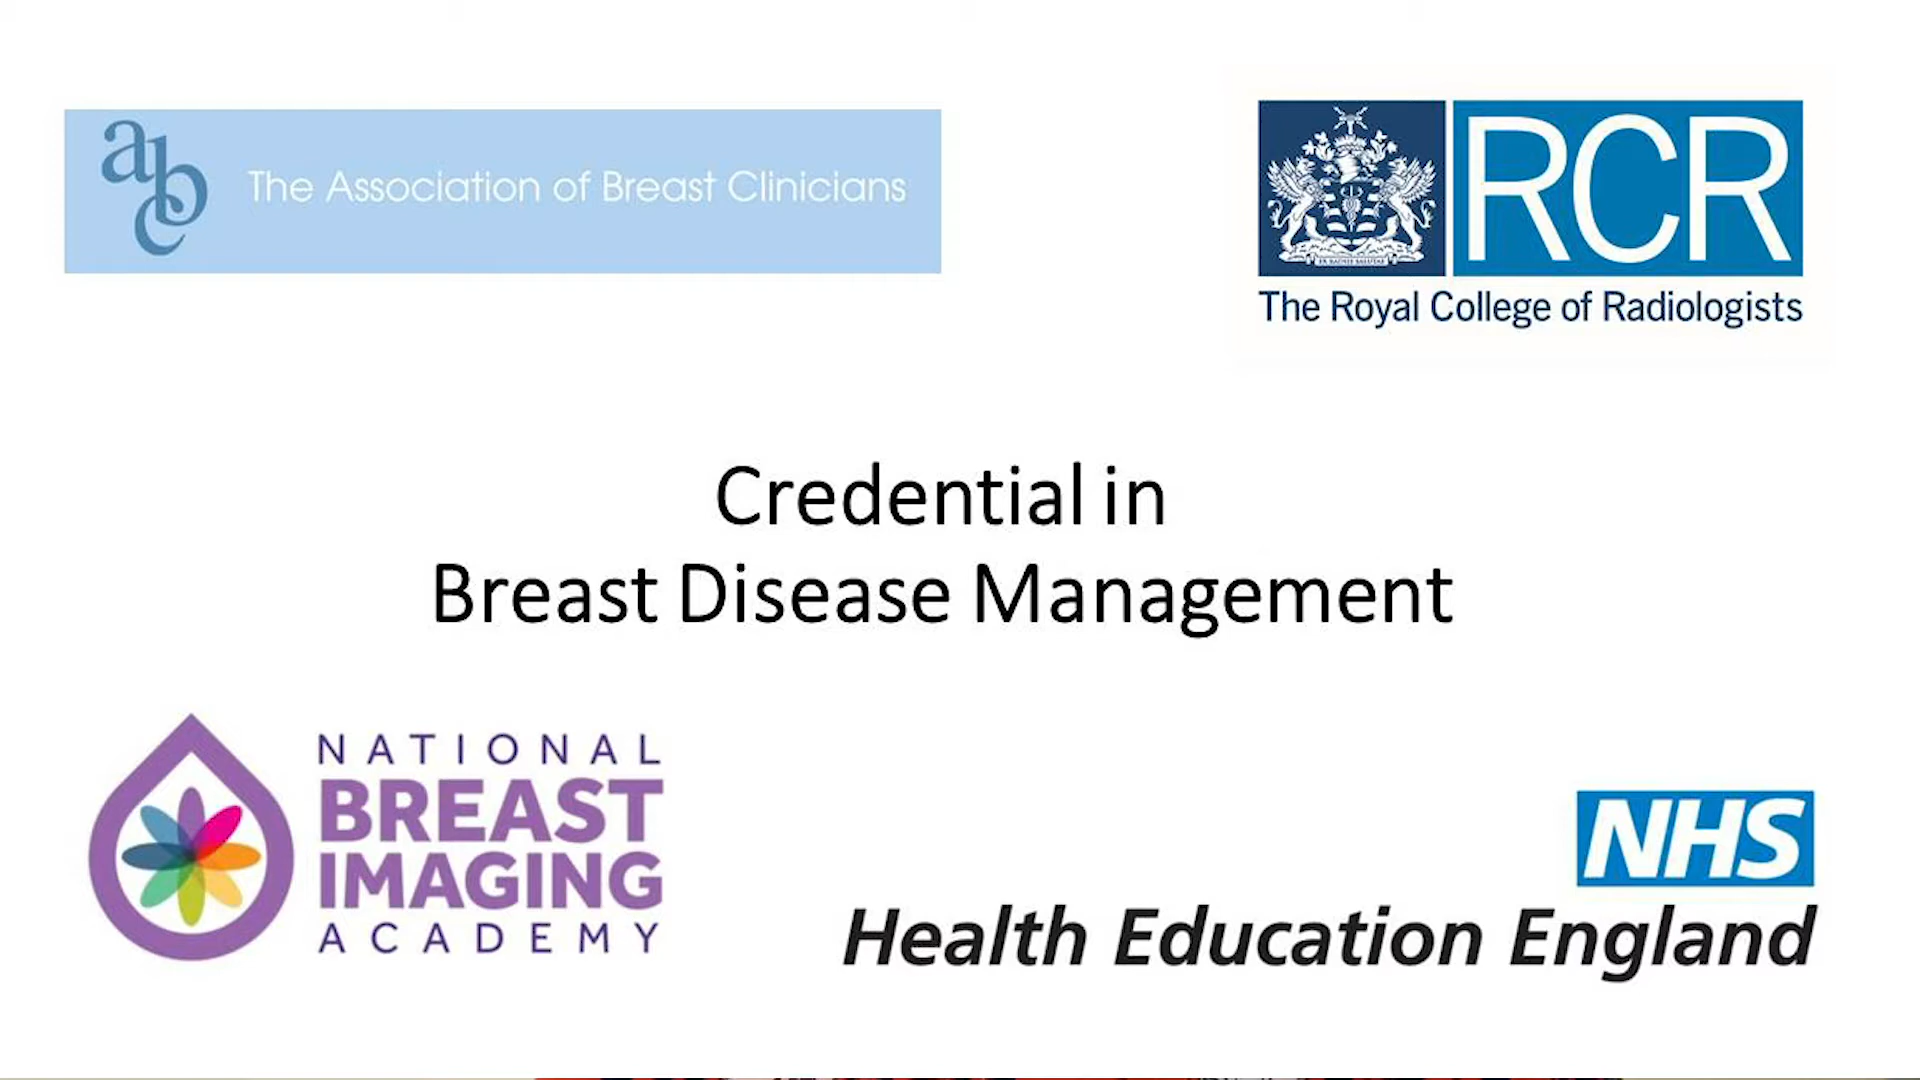 abc
The Association of Breast Clinicians
RCR
The Royal College of Radiologists
Credential in
Breast Disease Management
NATIONAL
BREAST
IMAGING
ACADEMY
NHS
Health Education England